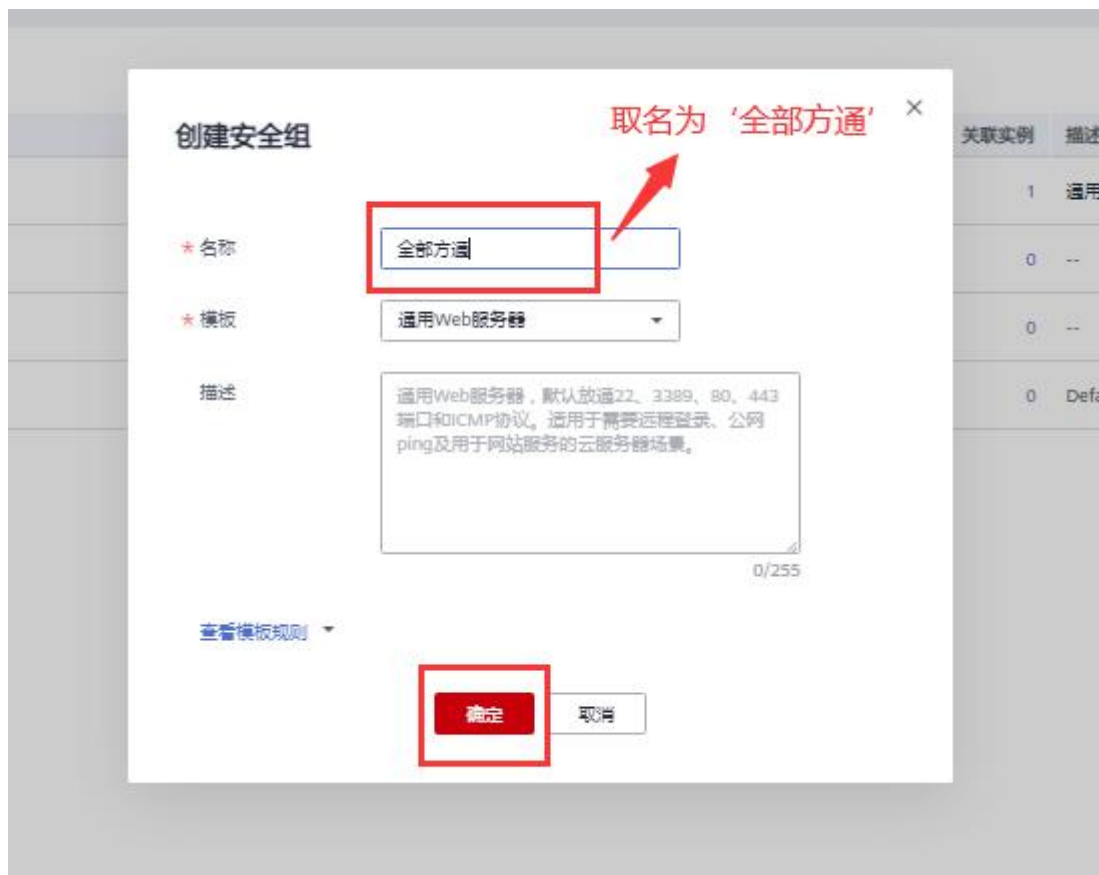 创建安全组
取名为‘全部方通’
×
关联实例 描述
名称 全部方通
1 通用
0 --
* 名称
* 模板 通用Web服务器
0 --
描述 通用Web服务器，默认放通22、3389、80、443
端口和ICMP协议。适用于需要远程登录、公网
ping及用于网站服务的云服务器场景。
0 Defa
0/255
查看模板规则
确定 取消